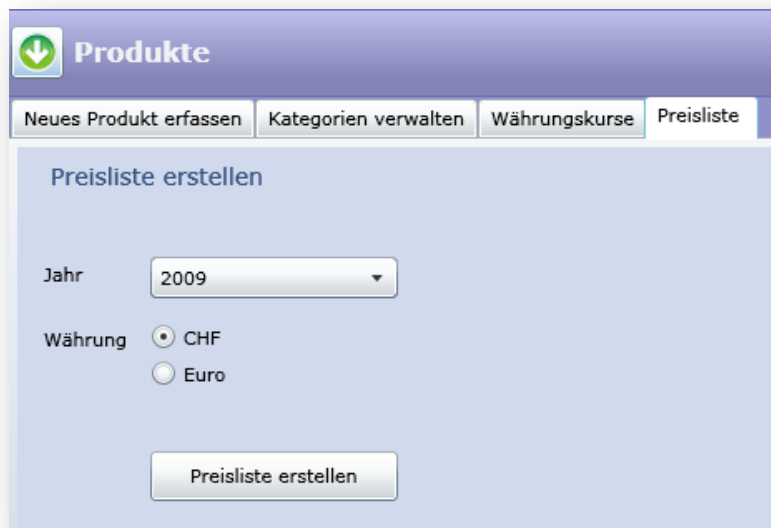 Produkte
Neues Produkt erfassen Kategorien verwalten Währungskurse Preisliste
Preisliste erstellen
Jahr 2009
Währung CHF
Euro
Preisliste erstellen